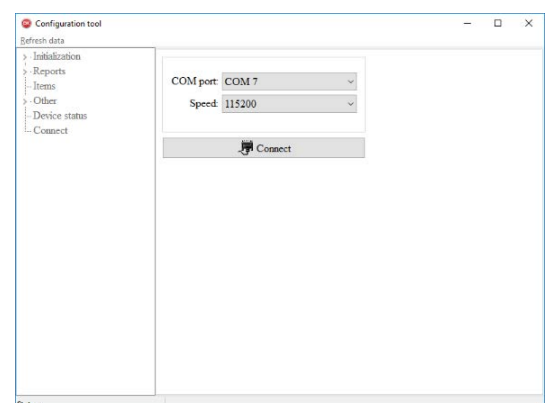 Configuration tool
Refresh data
Initialization
Reports
Items
Other
Device status
Connect
COM port: COM 7
Speed: 115200
Connect